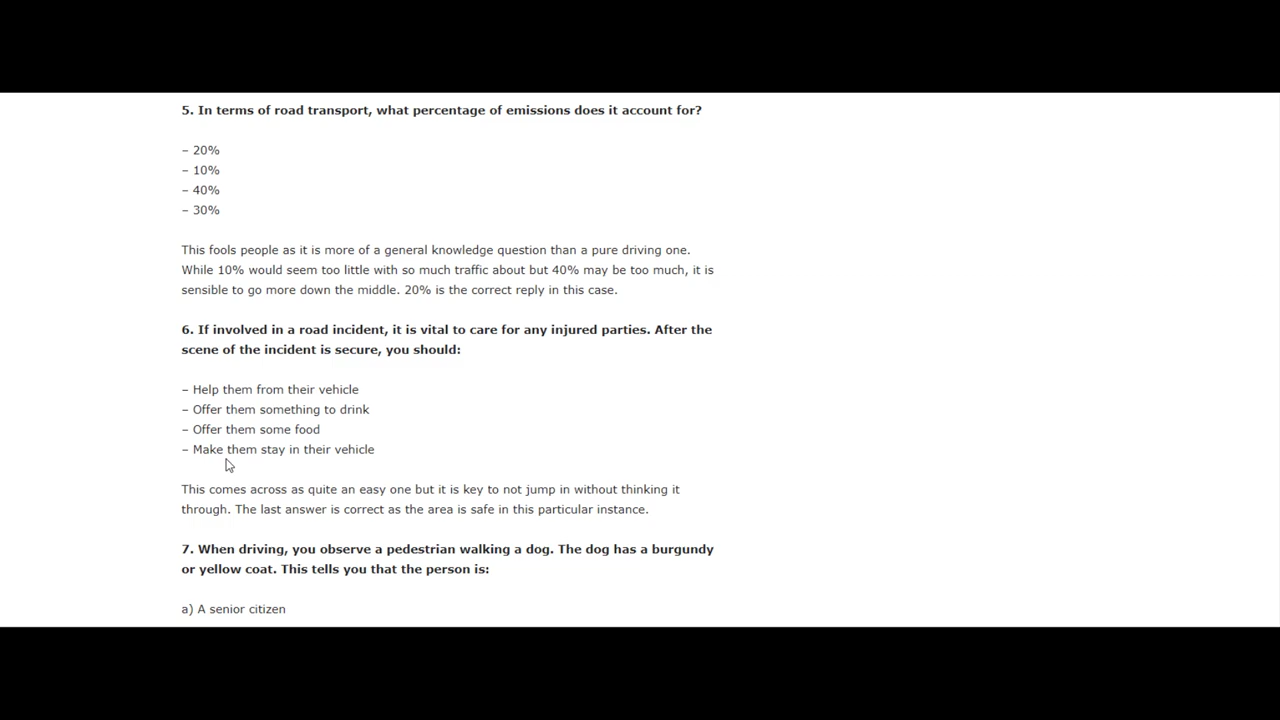 5. In terms of road transport, what percentage of emissions does it account for?
– 20%
– 10%
– 40%
– 30%
This fools people as it is more of a general knowledge question than a pure driving one.
While 10% would seem too little with so much traffic about but 40% may be too much, it is
sensible to go more down the middle. 20% is the correct reply in this case.
6. If involved in a road incident, it is vital to care for any injured parties. After the
scene of the incident is secure, you should:
– Help them from their vehicle
– Offer them something to drink
– Offer them some food
– Make them stay in their vehicle
This comes across as quite an easy one but it is key to not jump in without thinking it
through. The last answer is correct as the area is safe in this particular instance.
7. When driving, you observe a pedestrian walking a dog. The dog has a burgundy
or yellow coat. This tells you that the person is:
a) A senior citizen